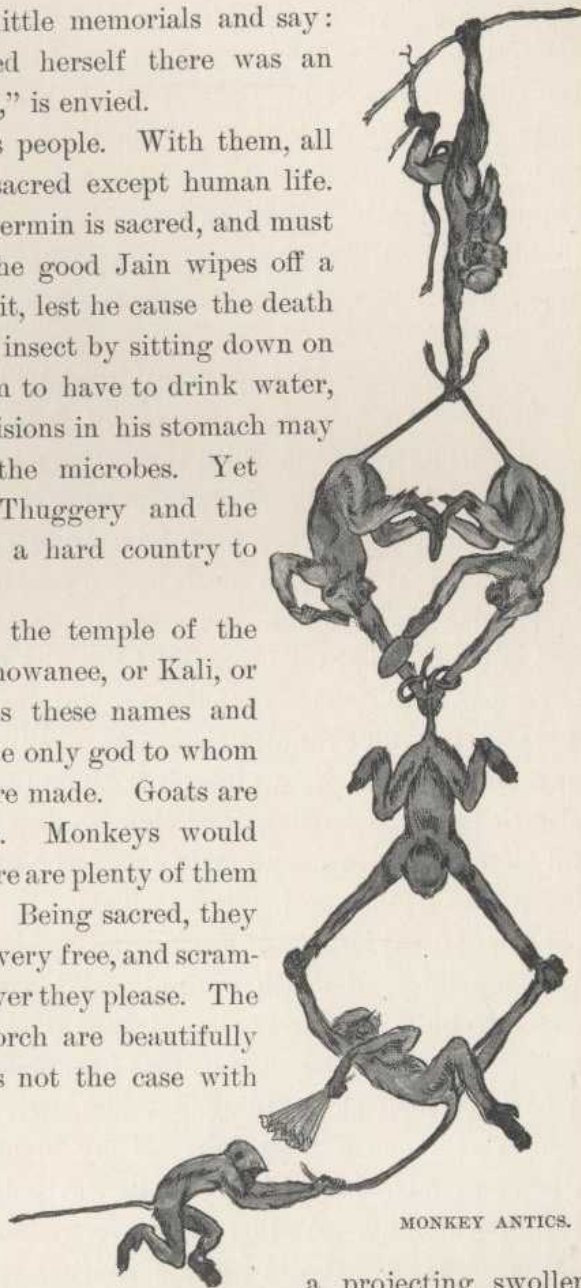 ittle memorials and say:
ed herself there was an
,” is envied.
s people. With them, all
sacred except human life.
ermin is sacred, and must
he good Jain wipes off a
it, lest he cause the death
insect by sitting down on
n to have to drink water,
isions in his stomach may
the microbes. Yet
Thuggery and the
a hard country to
the temple of the
howanee, or Kali, or
s these names and
e only god to whom
re made. Goats are
. Monkeys would
re are plenty of them
Being sacred, they
very free, and scram-
ver they please. The
orch are beautifully
s not the case with
MONKEY ANTICS.
a projecting swollen